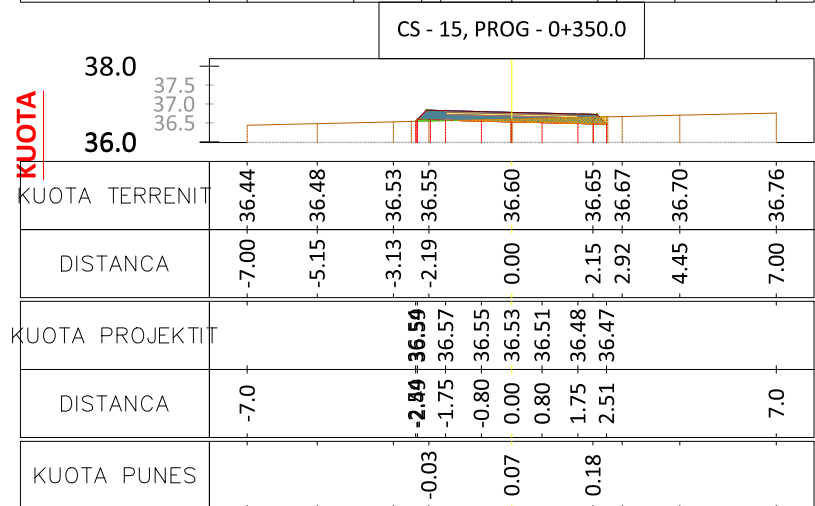 CS - 15, PROG - 0+350.0
38.0
37.5
37.0
36.5
36.0
KUOTA
KUOTA TERRENIT 36.44 36.48 36.53 36.55 36.60 36.65 36.67 36.70 36.76
DISTANCA -7.00 -5.15 -3.13 -2.19 0.00 2.15 2.92 4.45 7.00
KUOTA PROJEKTIT 36.57 36.55 36.53 36.51 36.48 36.47
DISTANCA -7.0 -1.75 -0.80 0.00 0.80 1.75 2.51 7.0
KUOTA PUNES -0.03 0.07 0.18